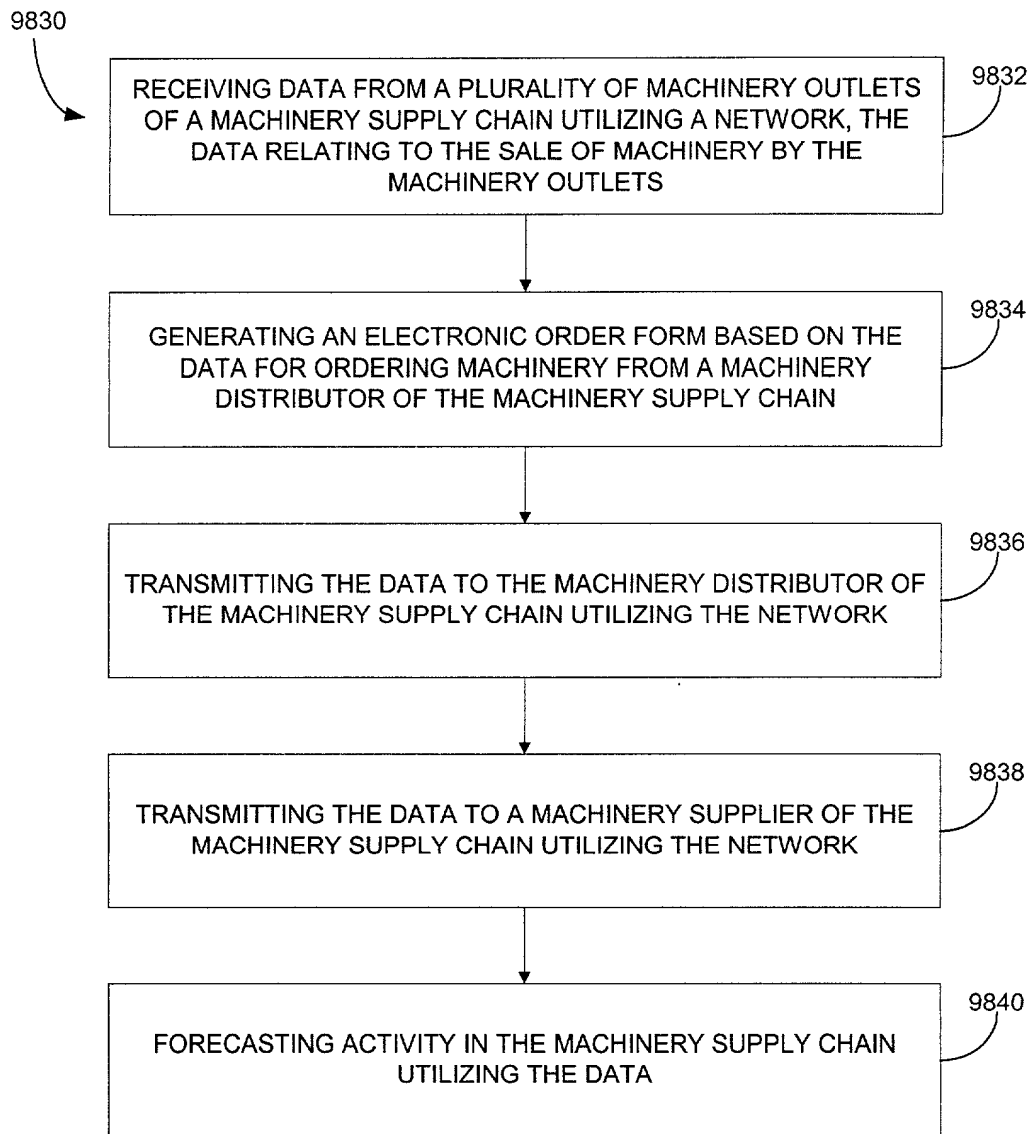 9830
RECEIVING DATA FROM A PLURALITY OF MACHINERY OUTLETS
OF A MACHINERY SUPPLY CHAIN UTILIZING A NETWORK, THE
DATA RELATING TO THE SALE OF MACHINERY BY THE
MACHINERY OUTLETS
9832
GENERATING AN ELECTRONIC ORDER FORM BASED ON THE
DATA FOR ORDERING MACHINERY FROM A MACHINERY
DISTRIBUTOR OF THE MACHINERY SUPPLY CHAIN
9834
TRANSMITTING THE DATA TO THE MACHINERY DISTRIBUTOR OF
THE MACHINERY SUPPLY CHAIN UTILIZING THE NETWORK
9836
TRANSMITTING THE DATA TO A MACHINERY SUPPLIER OF THE
MACHINERY SUPPLY CHAIN UTILIZING THE NETWORK
9838
FORECASTING ACTIVITY IN THE MACHINERY SUPPLY CHAIN
UTILIZING THE DATA
9840